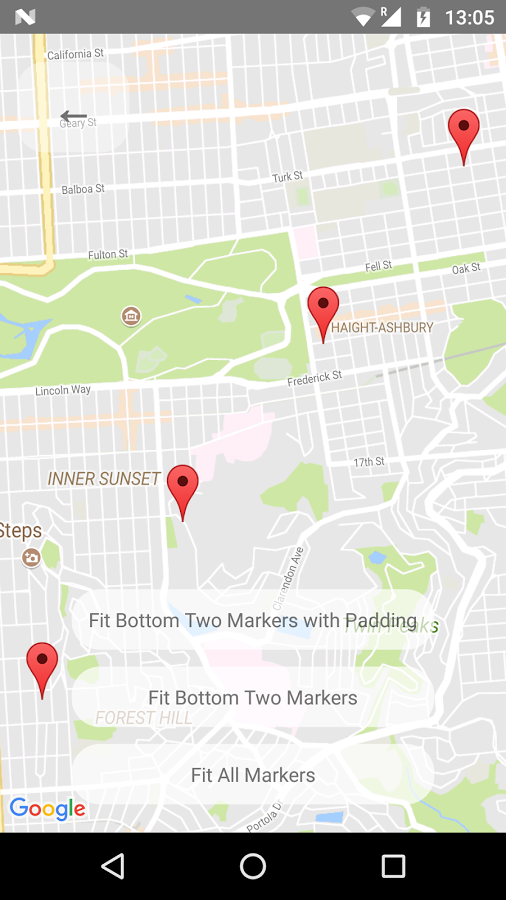 R
13:05
California St
Geary St
Turk St
Balboa St
Fulton St
Fell St
Oak St
HAIGHT-ASHBURY
Lincoln Way
Frederick St
17th St
INNER SUNSET
Steps
Clarendon Ave
Fit Bottom Two Markers with Padding
Twin Peaks
Fit Bottom Two Markers
FOREST HILL
Fit All Markers
Google
Portola D